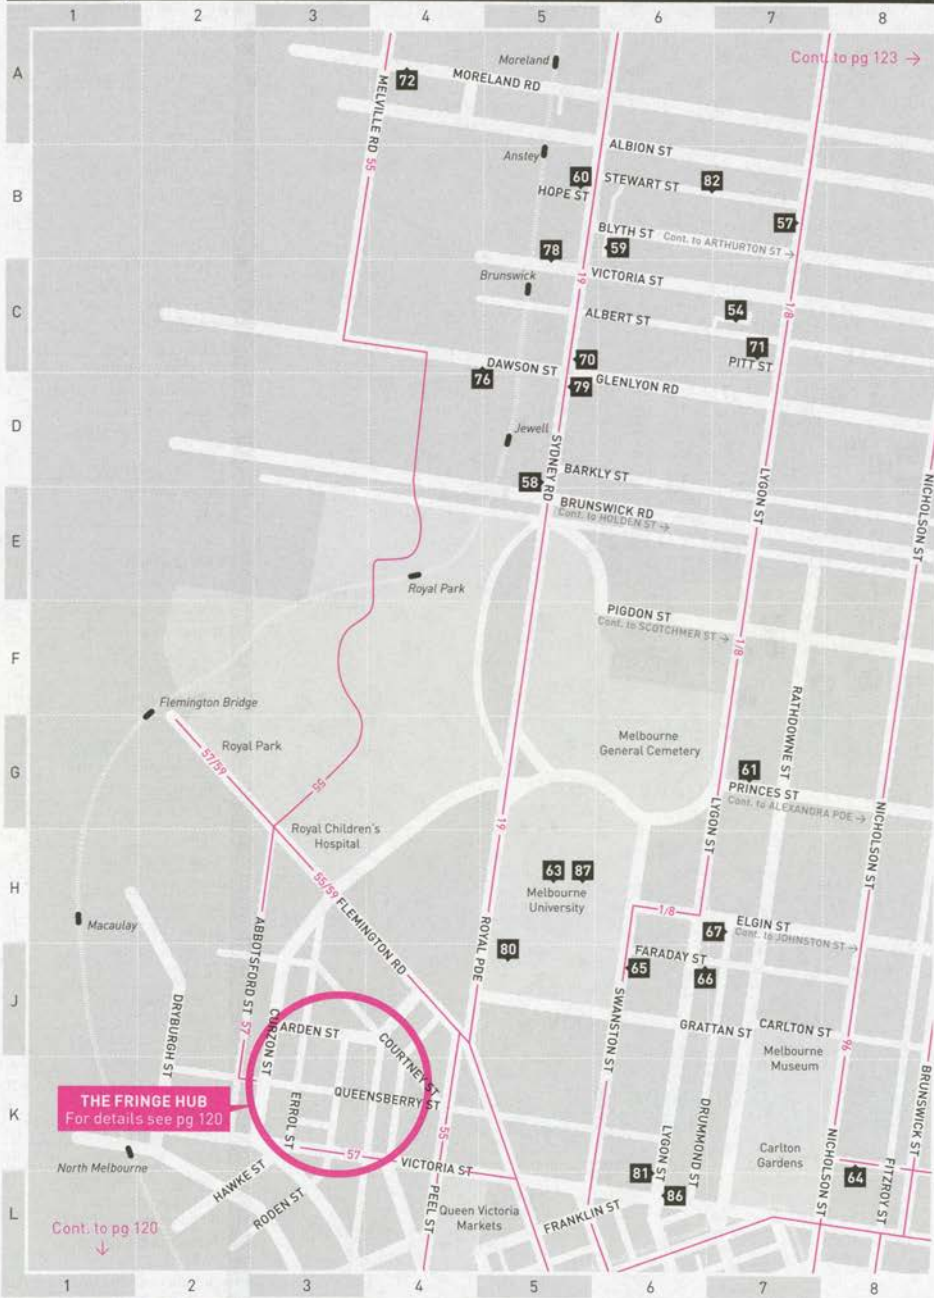 1 2 3 4 5 6 7 8
A
B
C
D
E
F
G
H
J
K
L
Cont. to pg 123 →
Moreland
72
MORELAND RD
MELVILLE RD
55
ALBION ST
Anstey
60
STEWART ST
82
HOPE ST
57
BLYTH ST
Cont. to ARTHURTON ST →
78
59
VICTORIA ST
Brunswick
19
1/8
54
ALBERT ST
71
PITT ST
70
DAWSON ST
76
79
GLENLYON RD
Jewell
SYDNEY RD
BARKLY ST
58
LYGON ST
NICHOLSON ST
BRUNSWICK RD
Cont. to HOLDEN ST →
Royal Park
PIGDON ST
Cont. to SCOTCHMER ST →
1/8
RATHDOWNE ST
Flemington Bridge
Royal Park
57/59
55
Melbourne
General Cemetery
61
PRINCES ST
Cont. to ALEXANDRA PDE →
LYGON ST
NICHOLSON ST
19
Royal Children's
Hospital
55/59
FLEMINGTON RD
63
87
Melbourne
University
1/8
ELGIN ST
67
Cont. to JOHNSTON ST →
Macaulay
ABBOTSFORD ST
57
ROYAL PDE
80
FARADAY ST
65
66
DRYBURGH ST
CURZON ST
ARDEN ST
COURTNEY ST
SWANSTON ST
GRATTAN ST
CARLTON ST
Melbourne
Museum
96
THE FRINGE HUB
For details see pg 120
QUEENSBERRY ST
ERROL ST
55
DRUMMOND ST
LYGON ST
BRUNSWICK ST
Carlton
Gardens
NICHOLSON ST
64
FITZROY ST
North Melbourne
57
VICTORIA ST
81
86
HAWKE ST
RODEN ST
PEEL ST
Queen Victoria
Markets
FRANKLIN ST
Cont. to pg 120
↓
1 2 3 4 5 6 7 8